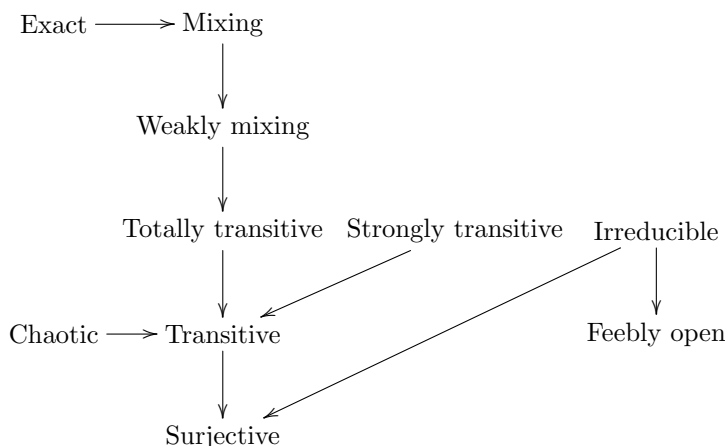 Exact Mixing
Weakly mixing
Totally transitive Strongly transitive Irreducible
Chaotic Transitive Feebly open
Surjective